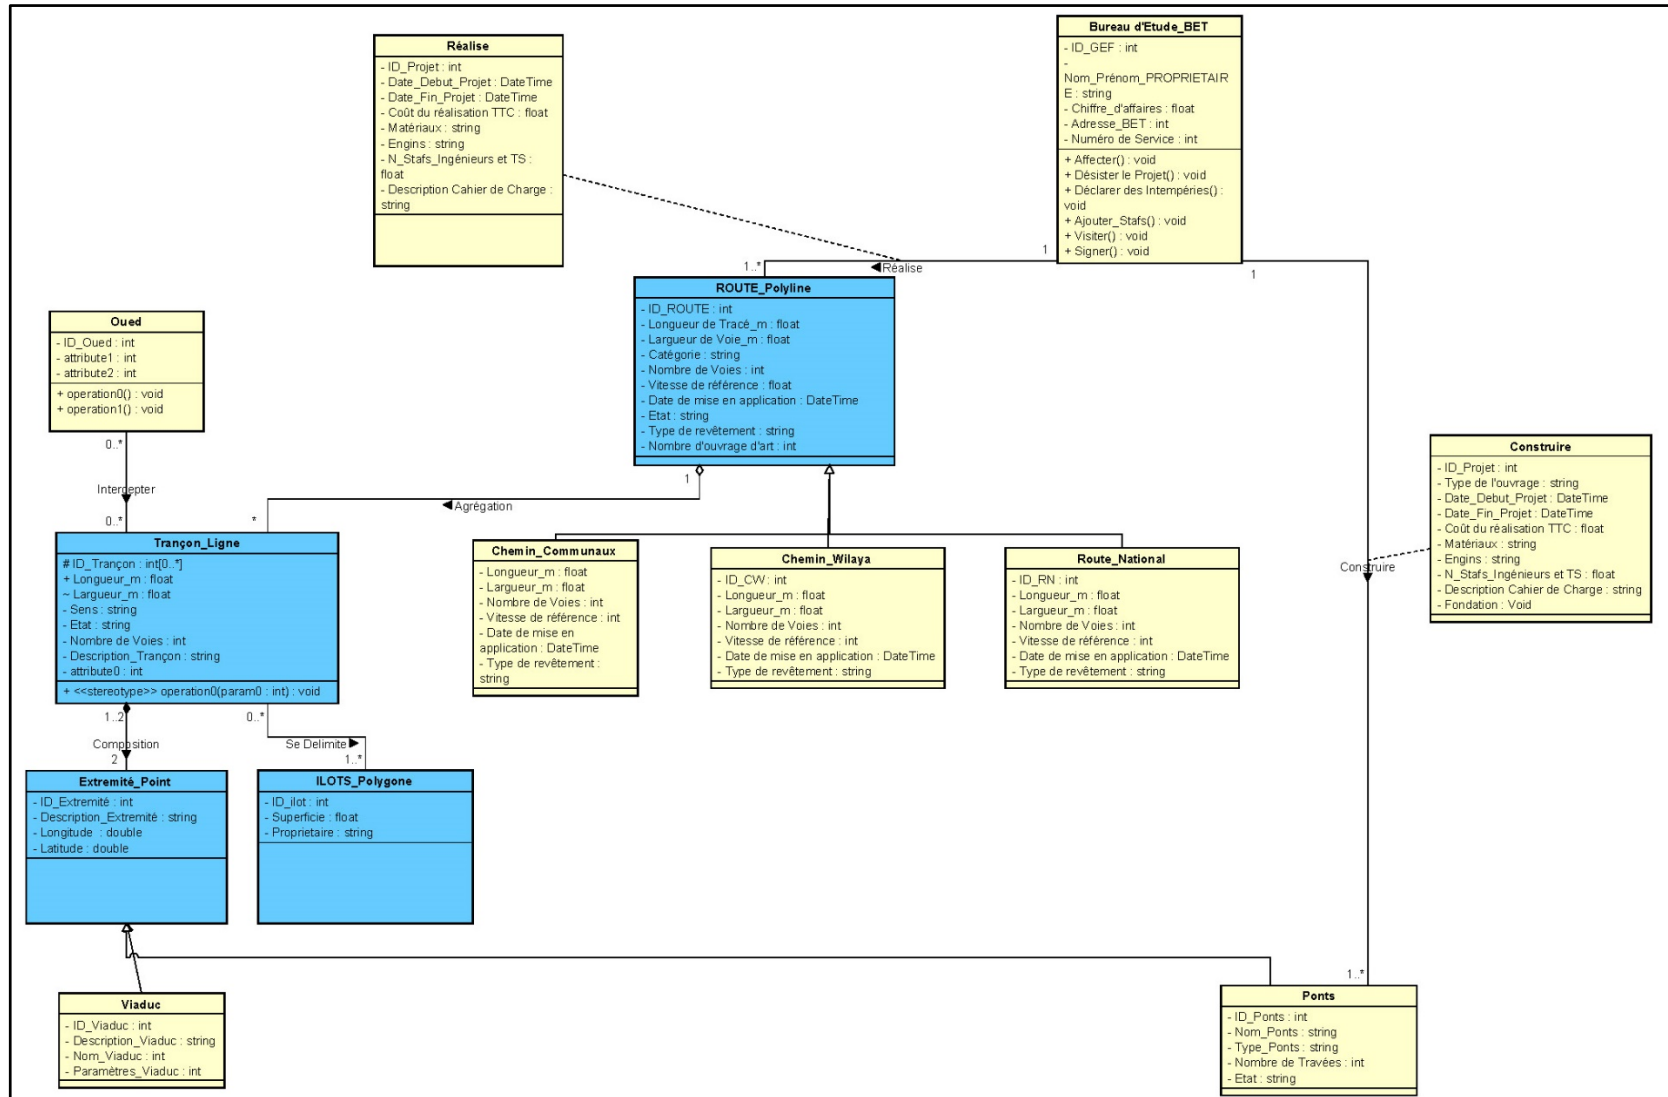 Réalise
- ID_Projet : int
- Date_Debut_Projet : DateTime
- Date_Fin_Projet : DateTime
- Coût du réalisation TTC : float
- Matériaux : string
- Engins : string
- N_Stafs_Ingénieurs et TS :
float
- Description Cahier de Charge :
string
Bureau d'Etude_BET
- ID_GEF : int
-
Nom_Prénom_PROPRIETAIR
E : string
- Chiffre_d'affaires : float
- Adresse_BET : int
- Numéro de Service : int
+ Affecter() : void
+ Désister le Projet() : void
+ Déclarer des Intempéries() :
void
+ Ajouter_Stafs() : void
+ Visiter() : void
+ Signer() : void
1
1
1..*
◀Réalise
ROUTE_Polyline
- ID_ROUTE : int
- Longueur de Tracé_m : float
- Largueur de Voie_m : float
- Catégorie : string
- Nombre de Voies : int
- Vitesse de référence : float
- Date de mise en application : DateTime
- Etat : string
- Type de revêtement : string
- Nombre d'ouvrage d'art : int
Oued
- ID_Oued : int
- attribute1 : int
- attribute2 : int
+ operation0() : void
+ operation1() : void
0..*
Intercepter
0..*
1
◀Agrégation
*
Construire
- ID_Projet : int
- Type de l'ouvrage : string
- Date_Debut_Projet : DateTime
- Date_Fin_Projet : DateTime
- Coût du réalisation TTC : float
- Matériaux : string
- Engins : string
- N_Stafs_Ingénieurs et TS : float
- Description Cahier de Charge : string
- Fondation : Void
Construire
Trançon_Ligne
# ID_Trançon : int[0..*]
+ Longueur_m : float
~ Largueur_m : float
- Sens : string
- Etat : string
- Nombre de Voies : int
- Description_Trançon : string
- attribute0 : int
+ <<stereotype>> operation0(param0 : int) : void
Chemin_Communaux
- Longueur_m : float
- Largueur_m : float
- Nombre de Voies : int
- Vitesse de référence : int
- Date de mise en
application : DateTime
- Type de revêtement :
string
Chemin_Wilaya
- ID_CW : int
- Longueur_m : float
- Largueur_m : float
- Nombre de Voies : int
- Vitesse de référence : int
- Date de mise en application : DateTime
- Type de revêtement : string
Route_National
- ID_RN : int
- Longueur_m : float
- Largueur_m : float
- Nombre de Voies : int
- Vitesse de référence : int
- Date de mise en application : DateTime
- Type de revêtement : string
1..2
Composition
2
0..*
Se Delimite▶
1..*
Extremité_Point
- ID_Extremité : int
- Description_Extremité : string
- Longitude : double
- Latitude : double
ILOTS_Polygone
- ID_ilot : int
- Superficie : float
- Proprietaire : string
Viaduc
- ID_Viaduc : int
- Description_Viaduc : string
- Nom_Viaduc : int
- Paramètres_Viaduc : int
1..*
Ponts
- ID_Ponts : int
- Nom_Ponts : string
- Type_Ponts : string
- Nombre de Travées : int
- Etat : string